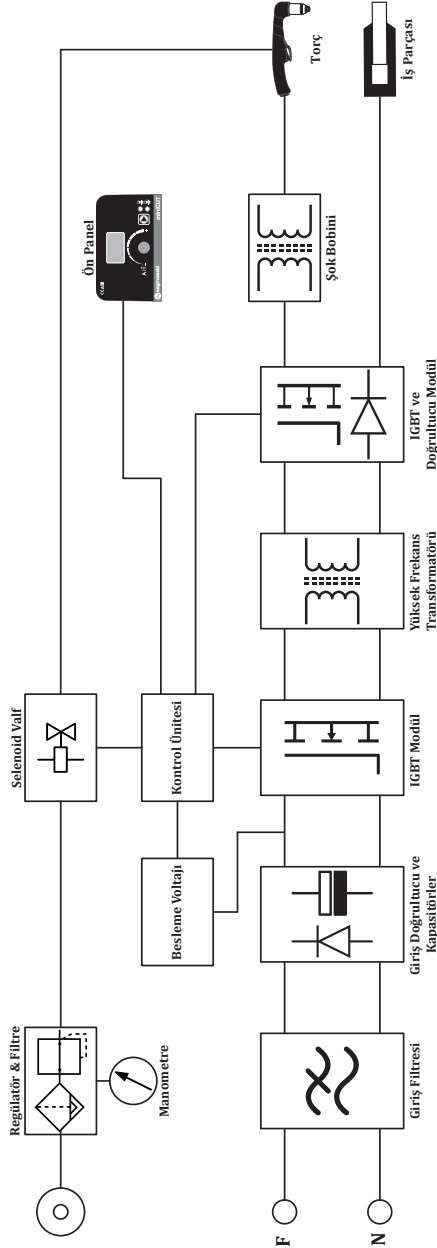 Regülatör & Filtre
Manometre
Selenoid Valf
Ön Panel
miniCUT
Torç
İş Parçası
Besleme Voltajı
Kontrol Ünitesi
Şok Bobini
F
N
Giriş Filtresi
Giriş Doğrultucu ve
Kapasitörler
IGBT Modül
Yüksek Frekans
Transformatörü
IGBT ve
Doğrultucu Modül